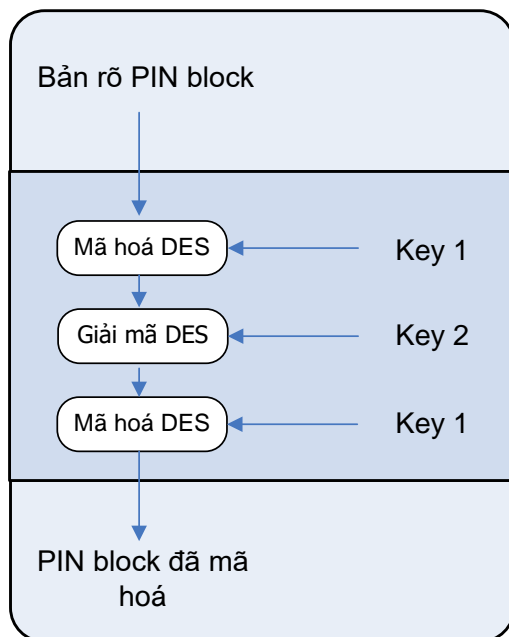 Bản rõ PIN block
Mã hoá DES
Key 1
Giải mã DES
Key 2
Mã hoá DES
Key 1
PIN block đã mã
hoá